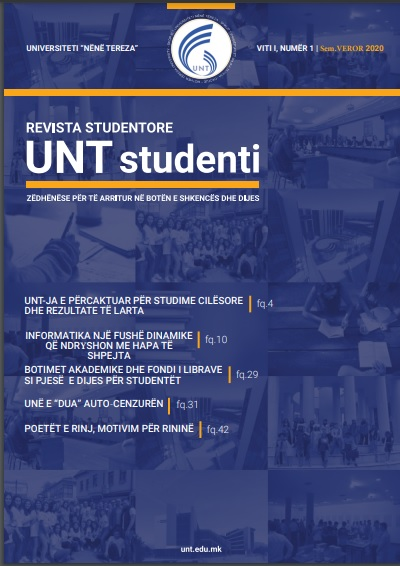 UNIVERSITETI "NËNË TEREZA"
UNT
VITI I, NUMËR 1 | Sem.VEROR 2020
REVISTA STUDENTORE
UNT studenti
ZËDHËNËSE PËR TË ARRITUR NË BOTËN E SHKENCËS DHE DIJES
UNT-JA E PËRCAKTUAR PËR STUDIME CILËSORE
DHE REZULTATE TË LARTA | fq.4
INFORMATIKA NJË FUSHË DINAMIKE
QË NDRYSHON ME HAPA TË
SHPEJTA | fq.10
BOTIMET AKADEMIKE DHE FONDI I LIBRAVE
SI PJESË E DIJES PËR STUDENTËT | fq.29
UNË E "DUA" AUTO-CENZURËN | fq.31
POETËT E RINJ, MOTIVIM PËR RININË | fq.42
unt.edu.mk